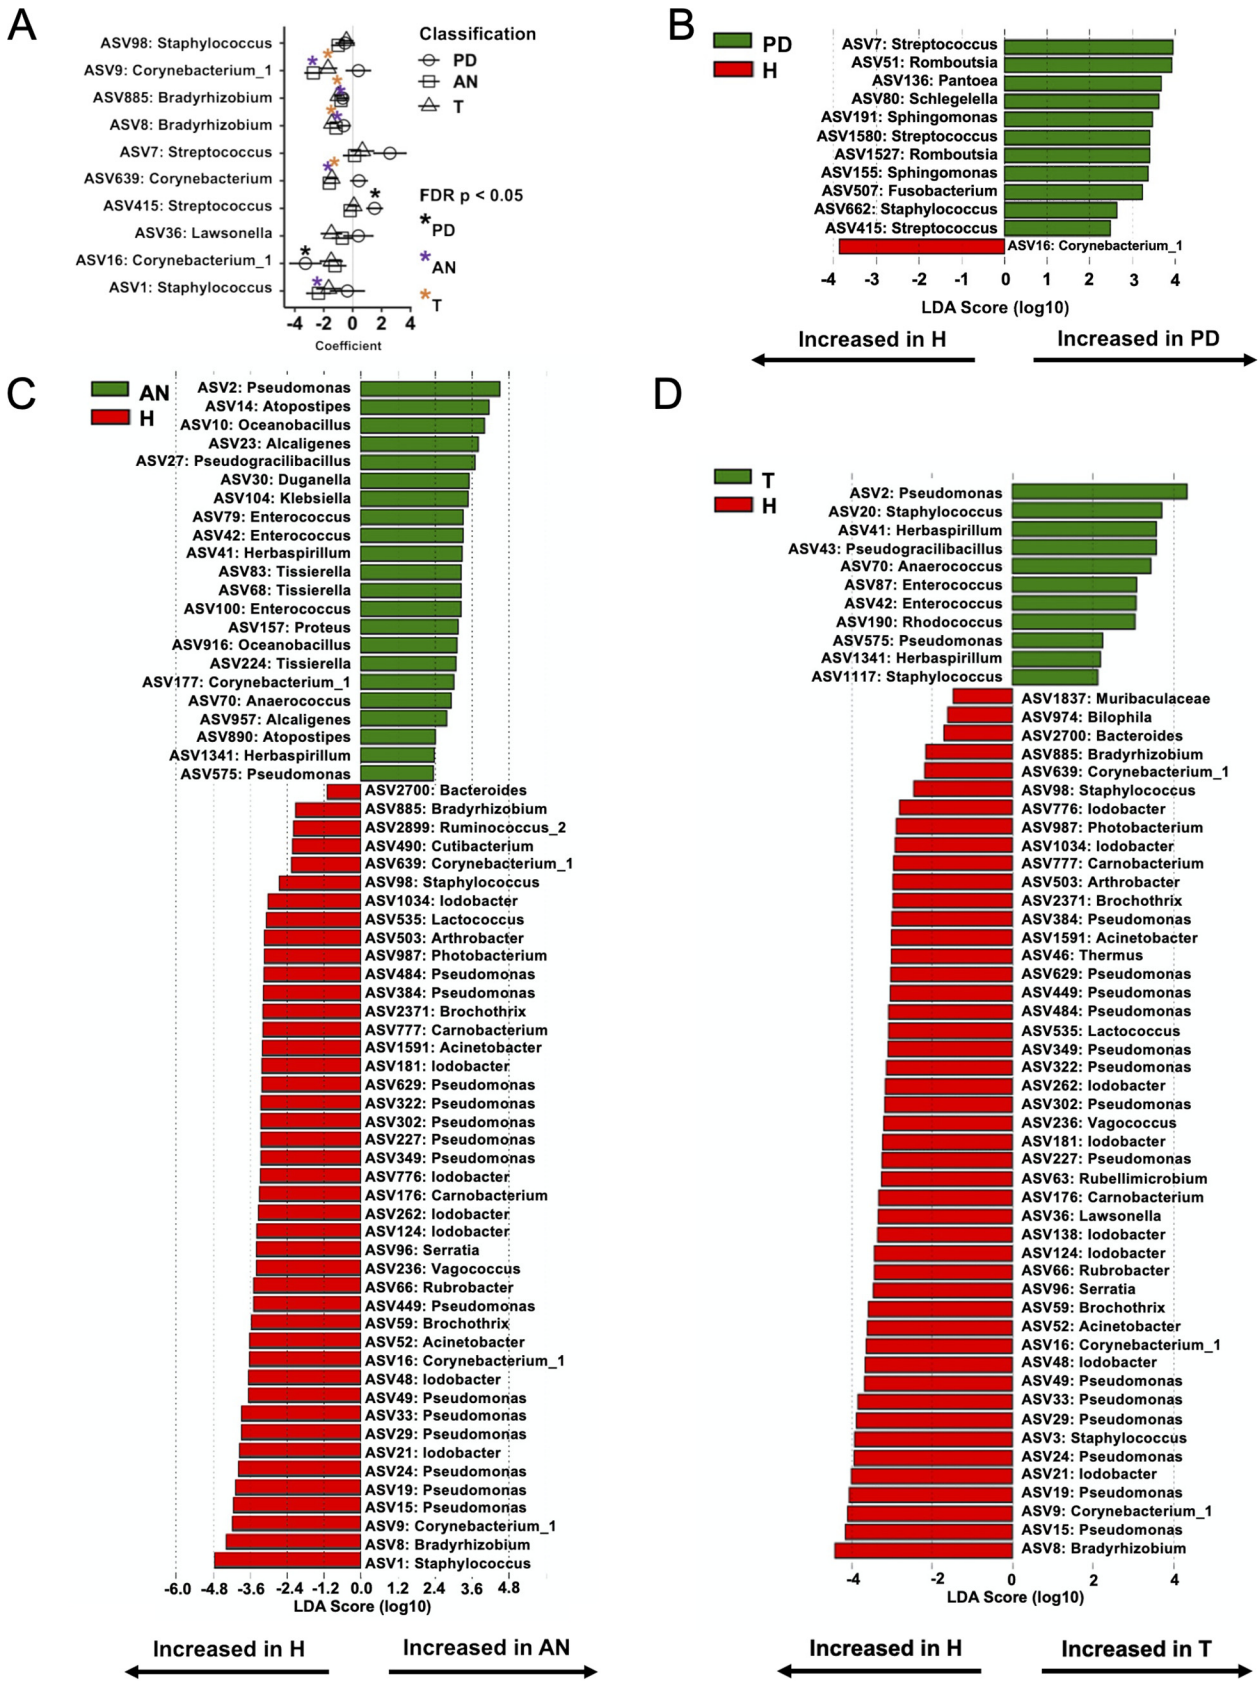 A
ASV98: Staphylococcus
ASV9: Corynebacterium_1
ASV885: Bradyrhizobium
ASV8: Bradyrhizobium
ASV7: Streptococcus
ASV639: Corynebacterium
ASV415: Streptococcus
ASV36: Lawsonella
ASV16: Corynebacterium_1
ASV1: Staphylococcus
-4 -2 0 2 4
Coefficient
Classification
PD
AN
T
FDR p < 0.05
*PD
*AN
*T
B
PD
H
ASV7: Streptococcus
ASV51: Romboutsia
ASV136: Pantoea
ASV80: Schlegelella
ASV191: Sphingomonas
ASV1580: Streptococcus
ASV1527: Romboutsia
ASV155: Sphingomonas
ASV507: Fusobacterium
ASV662: Staphylococcus
ASV415: Streptococcus
ASV16: Corynebacterium_1
-4 -3 -2 -1 0 1 2 3 4
LDA Score (log10)
Increased in H
Increased in PD
C
AN
H
ASV2: Pseudomonas
ASV14: Atopostipes
ASV10: Oceanobacillus
ASV23: Alcaligenes
ASV27: Pseudogracilibacillus
ASV30: Duganella
ASV104: Klebsiella
ASV79: Enterococcus
ASV42: Enterococcus
ASV41: Herbaspirillum
ASV83: Tissierella
ASV68: Tissierella
ASV100: Enterococcus
ASV157: Proteus
ASV916: Oceanobacillus
ASV224: Tissierella
ASV177: Corynebacterium_1
ASV70: Anaerococcus
ASV957: Alcaligenes
ASV890: Atopostipes
ASV1341: Herbaspirillum
ASV575: Pseudomonas
ASV2700: Bacteroides
ASV885: Bradyrhizobium
ASV2899: Ruminococcus_2
ASV490: Cutibacterium
ASV639: Corynebacterium_1
ASV98: Staphylococcus
ASV1034: Iodobacter
ASV535: Lactococcus
ASV503: Arthrobacter
ASV987: Photobacterium
ASV484: Pseudomonas
ASV384: Pseudomonas
ASV2371: Brochothrix
ASV777: Carnobacterium
ASV1591: Acinetobacter
ASV181: Iodobacter
ASV629: Pseudomonas
ASV322: Pseudomonas
ASV302: Pseudomonas
ASV227: Pseudomonas
ASV349: Pseudomonas
ASV776: Iodobacter
ASV176: Carnobacterium
ASV262: Iodobacter
ASV124: Iodobacter
ASV96: Serratia
ASV236: Vagococcus
ASV66: Rubrobacter
ASV449: Pseudomonas
ASV59: Brochothrix
ASV52: Acinetobacter
ASV16: Corynebacterium_1
ASV48: Iodobacter
ASV49: Pseudomonas
ASV33: Pseudomonas
ASV29: Pseudomonas
ASV21: Iodobacter
ASV24: Pseudomonas
ASV19: Pseudomonas
ASV15: Pseudomonas
ASV9: Corynebacterium_1
ASV8: Bradyrhizobium
ASV1: Staphylococcus
-6.0 -4.8 -3.6 -2.4 -1.2 0.0 1.2 2.4 3.6 4.8
LDA Score (log10)
Increased in H
Increased in AN
D
T
H
ASV2: Pseudomonas
ASV20: Staphylococcus
ASV41: Herbaspirillum
ASV43: Pseudogracilibacillus
ASV70: Anaerococcus
ASV87: Enterococcus
ASV42: Enterococcus
ASV190: Rhodococcus
ASV575: Pseudomonas
ASV1341: Herbaspirillum
ASV1117: Staphylococcus
ASV1837: Muribaculaceae
ASV974: Bilophila
ASV2700: Bacteroides
ASV885: Bradyrhizobium
ASV639: Corynebacterium_1
ASV98: Staphylococcus
ASV776: Iodobacter
ASV987: Photobacterium
ASV1034: Iodobacter
ASV777: Carnobacterium
ASV503: Arthrobacter
ASV2371: Brochothrix
ASV384: Pseudomonas
ASV1591: Acinetobacter
ASV46: Thermus
ASV629: Pseudomonas
ASV449: Pseudomonas
ASV484: Pseudomonas
ASV535: Lactococcus
ASV349: Pseudomonas
ASV322: Pseudomonas
ASV262: Iodobacter
ASV302: Pseudomonas
ASV236: Vagococcus
ASV181: Iodobacter
ASV227: Pseudomonas
ASV63: Rubellimicrobium
ASV176: Carnobacterium
ASV36: Lawsonella
ASV138: Iodobacter
ASV124: Iodobacter
ASV66: Rubrobacter
ASV96: Serratia
ASV59: Brochothrix
ASV52: Acinetobacter
ASV16: Corynebacterium_1
ASV48: Iodobacter
ASV49: Pseudomonas
ASV33: Pseudomonas
ASV29: Pseudomonas
ASV3: Staphylococcus
ASV24: Pseudomonas
ASV21: Iodobacter
ASV19: Pseudomonas
ASV9: Corynebacterium_1
ASV15: Pseudomonas
ASV8: Bradyrhizobium
-4 -2 0 2 4
LDA Score (log10)
Increased in H
Increased in T